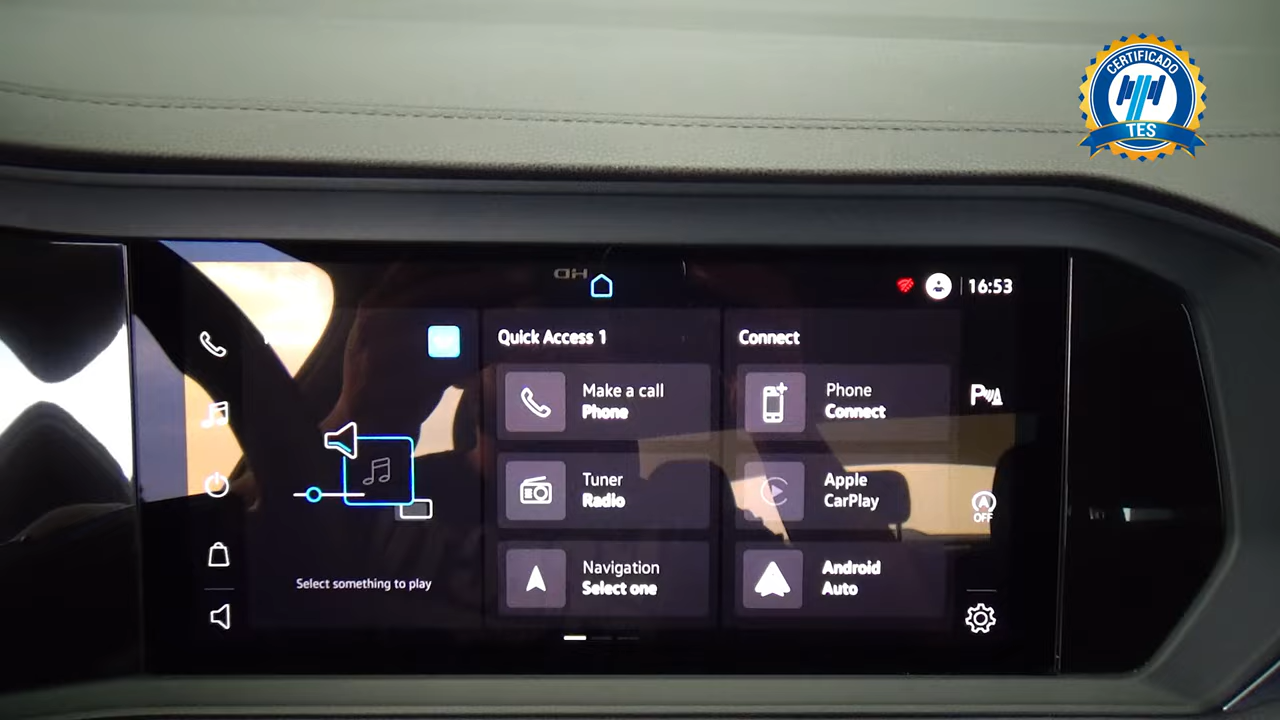 CERTIFICADO
TES
HD
16:53
Quick Access 1
Connect
Make a call
Phone
Phone
Connect
Tuner
Radio
Apple
CarPlay
OFF
Navigation
Select one
Android
Auto
Select something to play